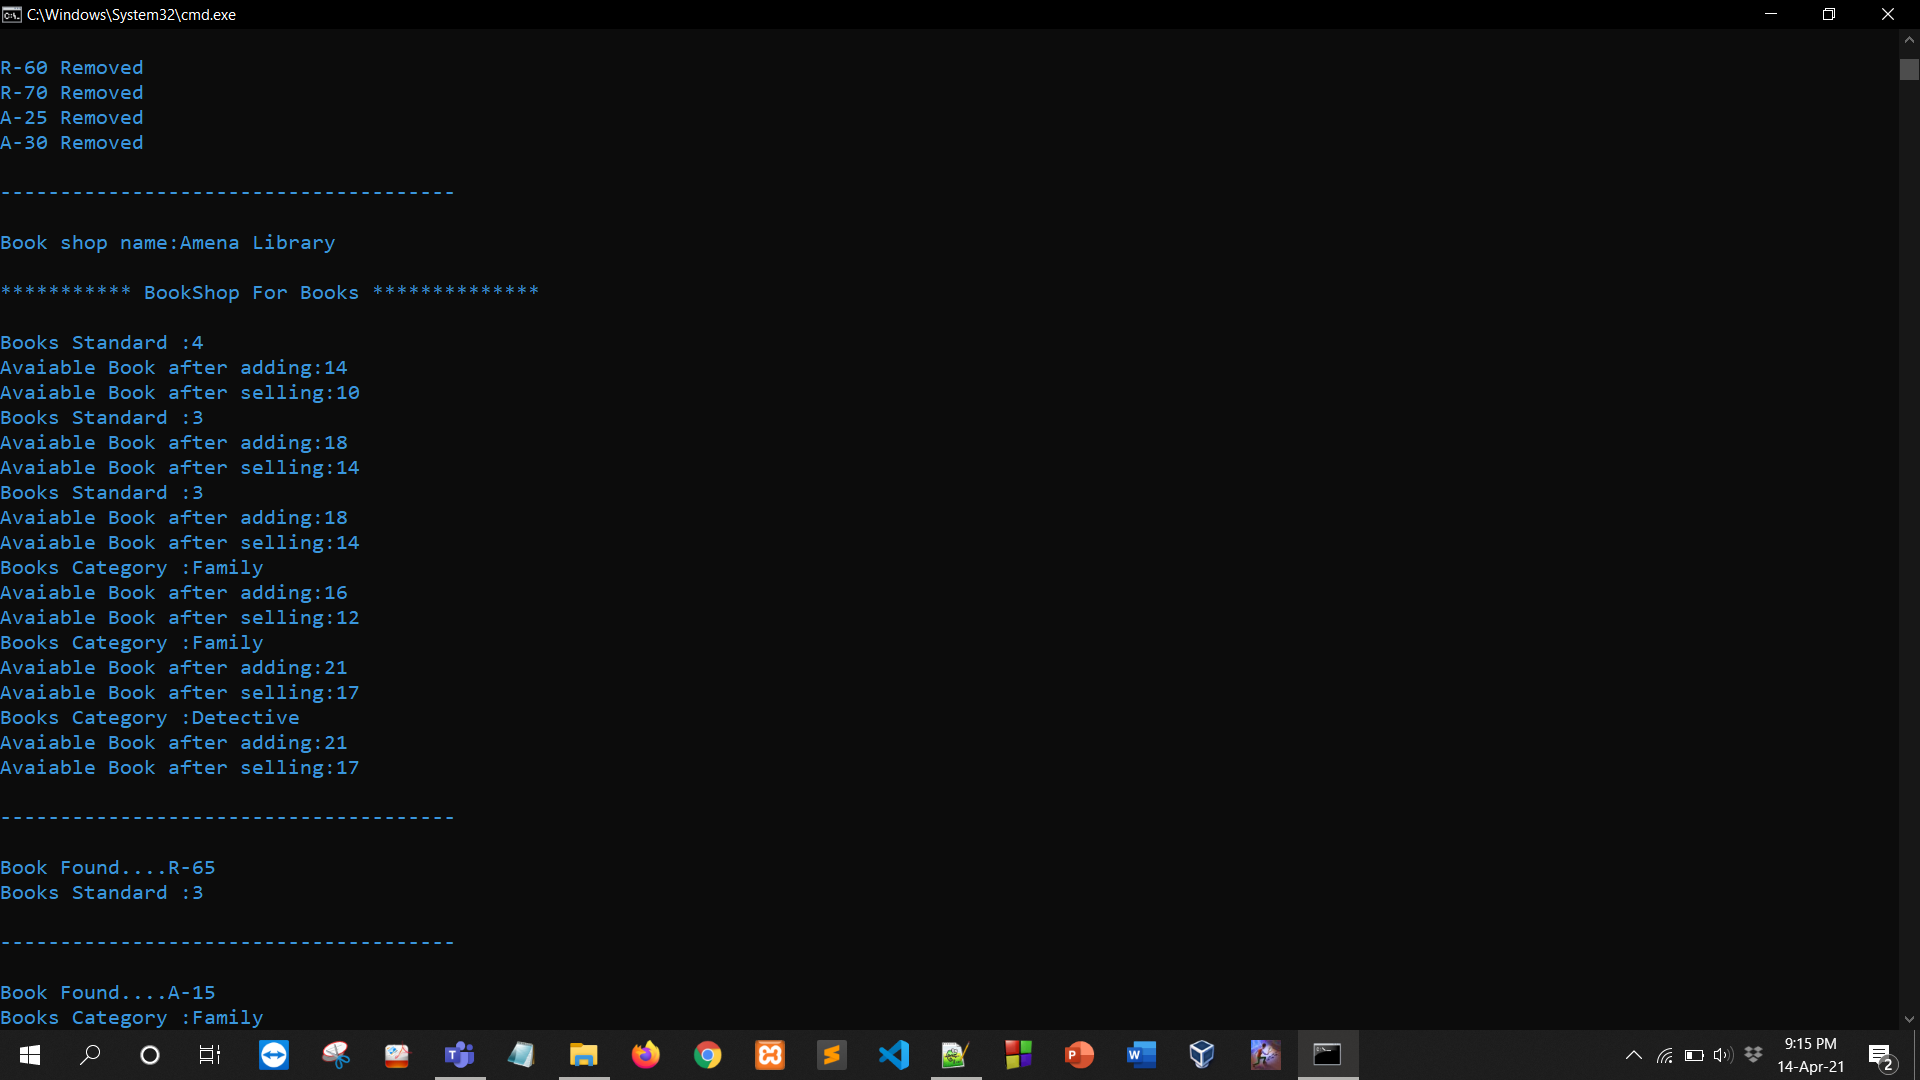 C:\Windows\System32\cmd.exe
R-60 Removed
R-70 Removed
A-25 Removed
A-30 Removed
--------------------------------------
Book shop name:Amena Library
*********** BookShop For Books **************
Books Standard :4
Avaiable Book after adding:14
Avaiable Book after selling:10
Books Standard :3
Avaiable Book after adding:18
Avaiable Book after selling:14
Books Standard :3
Avaiable Book after adding:18
Avaiable Book after selling:14
Books Category :Family
Avaiable Book after adding:16
Avaiable Book after selling:12
Books Category :Family
Avaiable Book after adding:21
Avaiable Book after selling:17
Books Category :Detective
Avaiable Book after adding:21
Avaiable Book after selling:17
--------------------------------------
Book Found....R-65
Books Standard :3
--------------------------------------
Book Found....A-15
Books Category :Family
9:15 PM
14-Apr-21
2